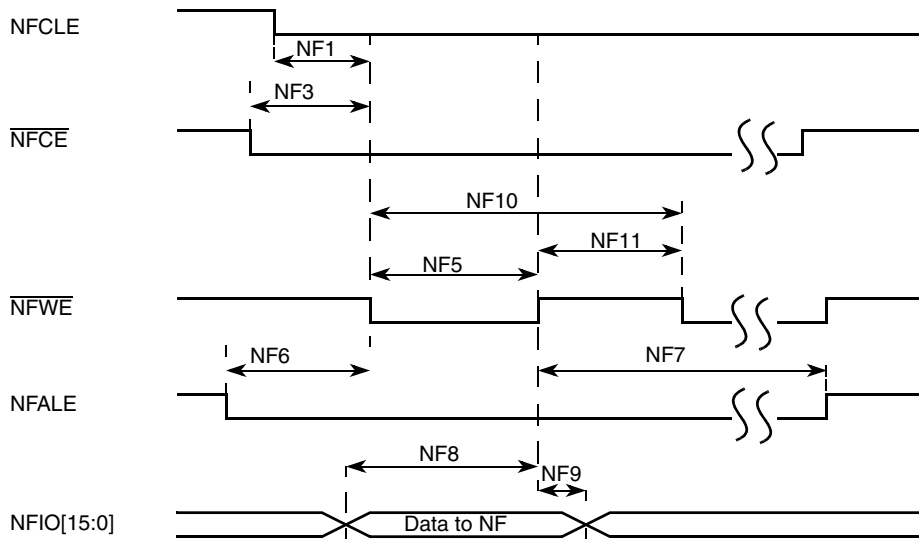 NFCLE
NF1
NF3
NFCE
NF10
NF11
NF5
NFWE
NF6
NF7
NFALE
NF8
NF9
NFIO[15:0]
Data to NF